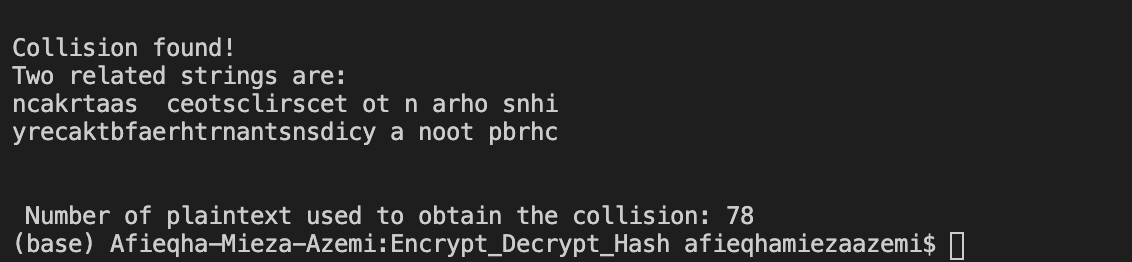 Collision found!
Two related strings are:
ncakrtaas  ceotsclirscet ot n arho snhi
yrecaktbfaerhtrnantsnsdicy a noot pbrhc
Number of plaintext used to obtain the collision: 78
(base) Afieqha-Mieza-Azemi:Encrypt_Decrypt_Hash afieqhamiezaazemi$